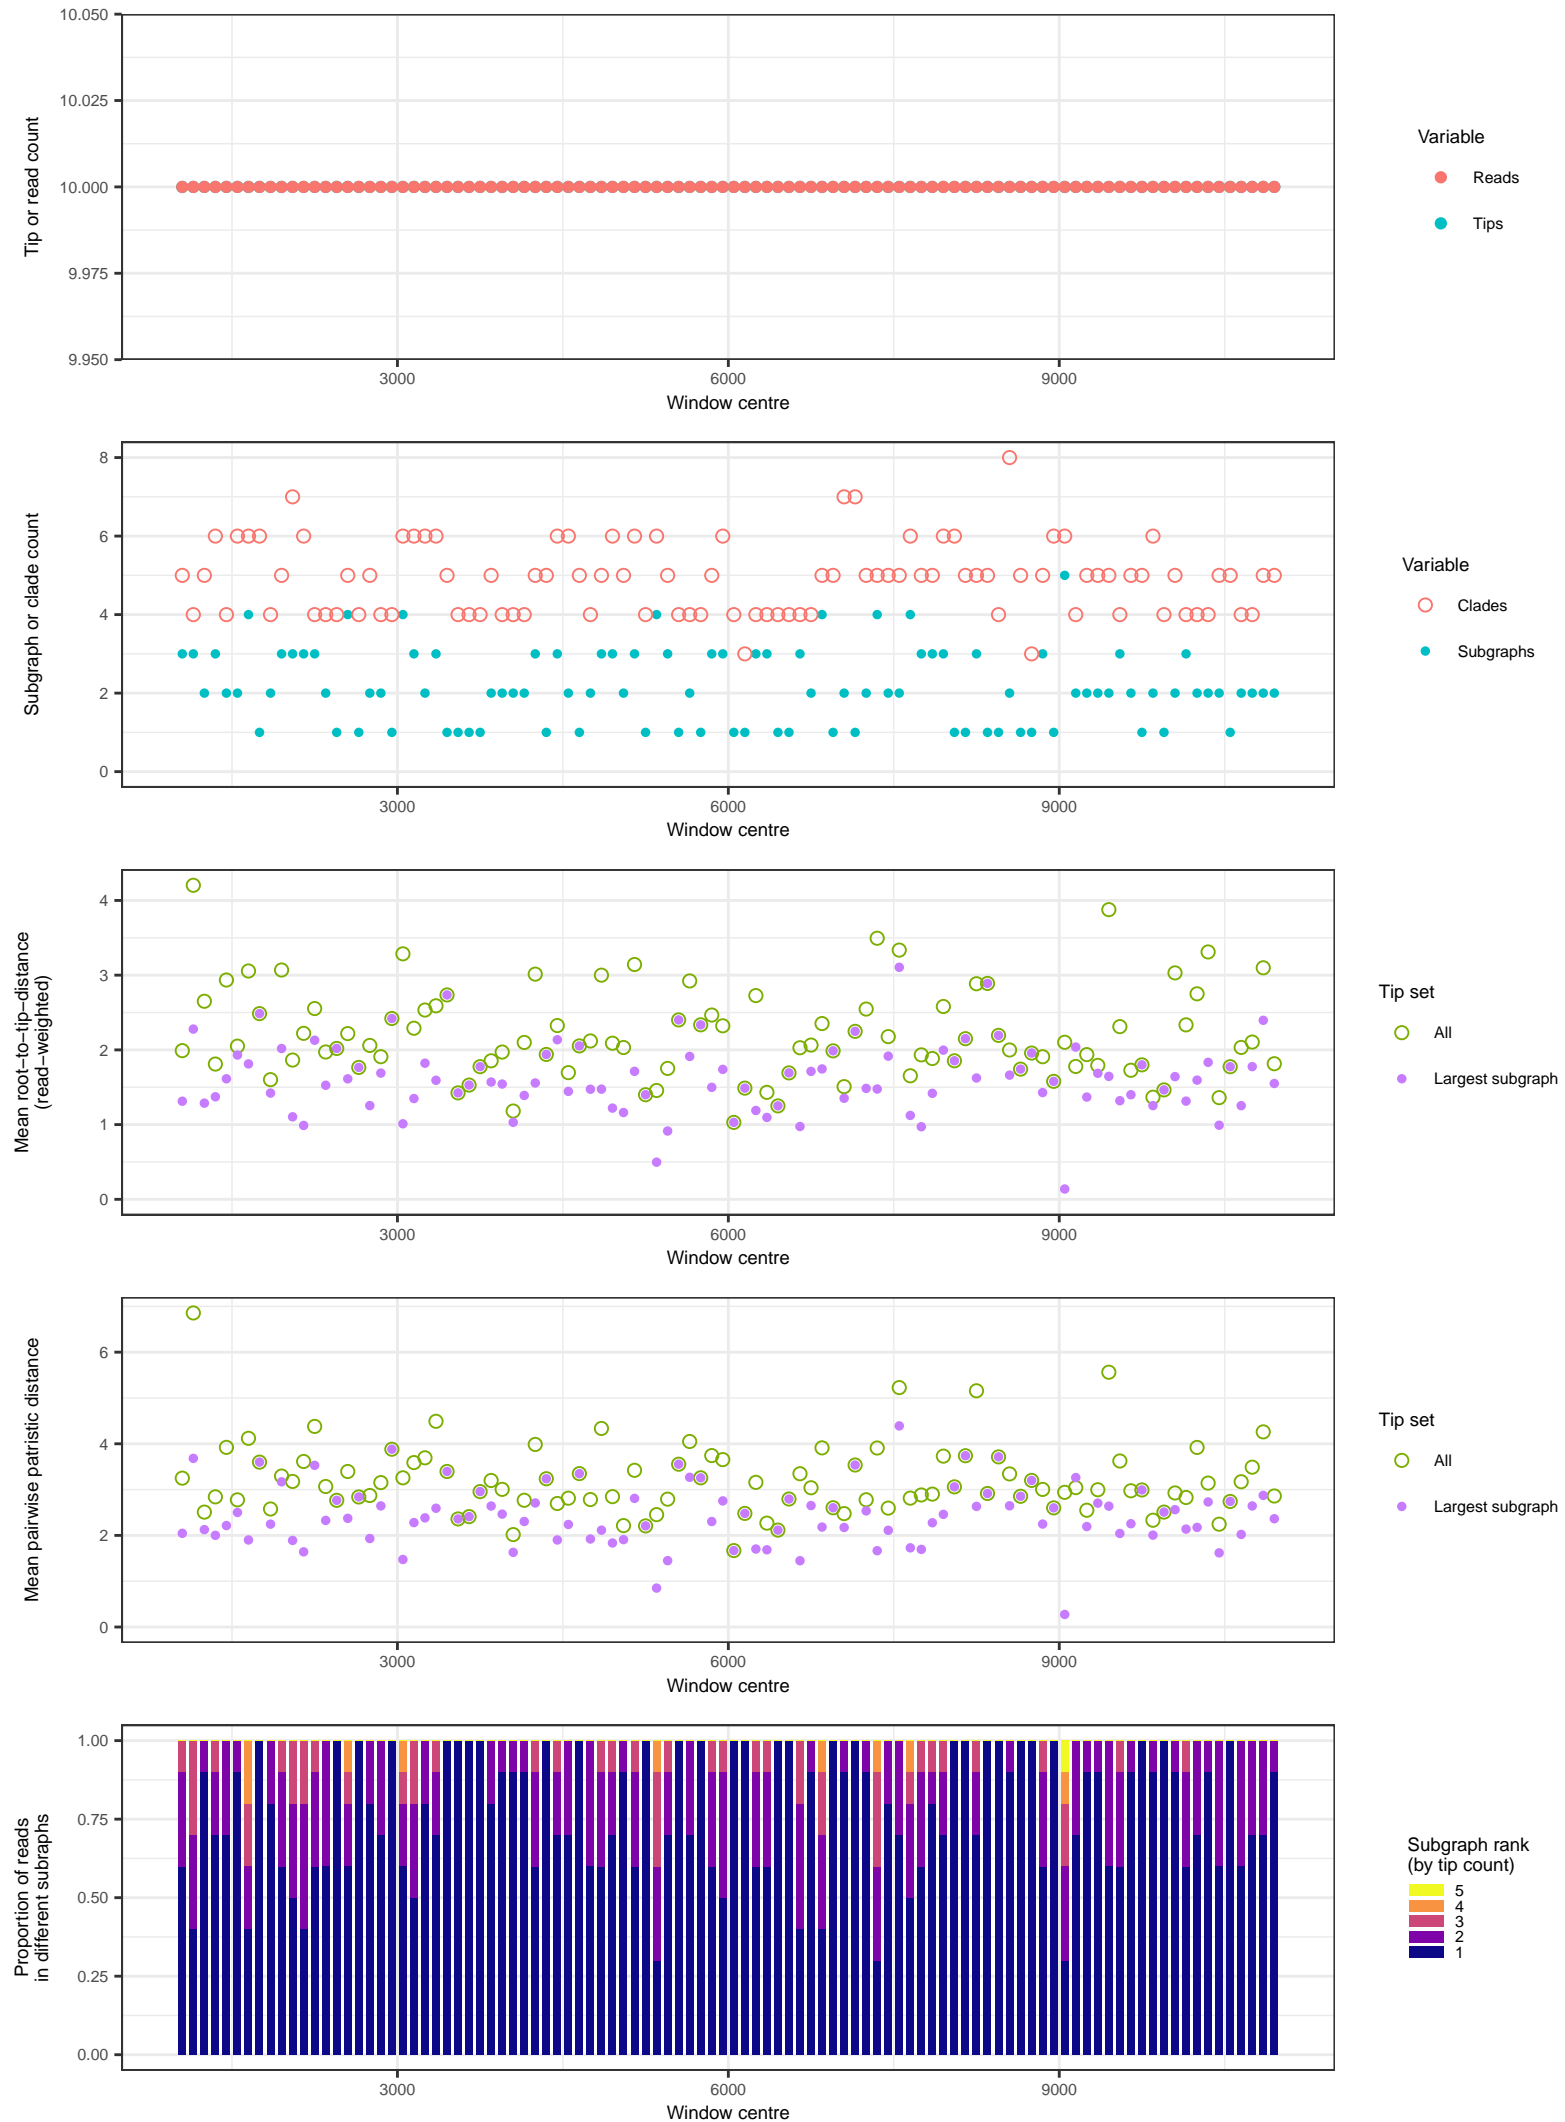 10.050
10.025
10.000
9.975
9.950
Tip or read count
3000
6000
9000
Window centre
Variable
Reads
Tips
8
6
4
2
0
Subgraph or clade count
3000
6000
9000
Window centre
Variable
Clades
Subgraphs
4
3
2
1
0
Mean root−to−tip−distance
(read−weighted)
3000
6000
9000
Window centre
Tip set
All
Largest subgraph
6
4
2
0
Mean pairwise patristic distance
3000
6000
9000
Window centre
Tip set
All
Largest subgraph
1.00
0.75
0.50
0.25
0.00
Proportion of reads
in different subraphs
3000
6000
9000
Window centre
Subgraph rank
(by tip count)
5
4
3
2
1